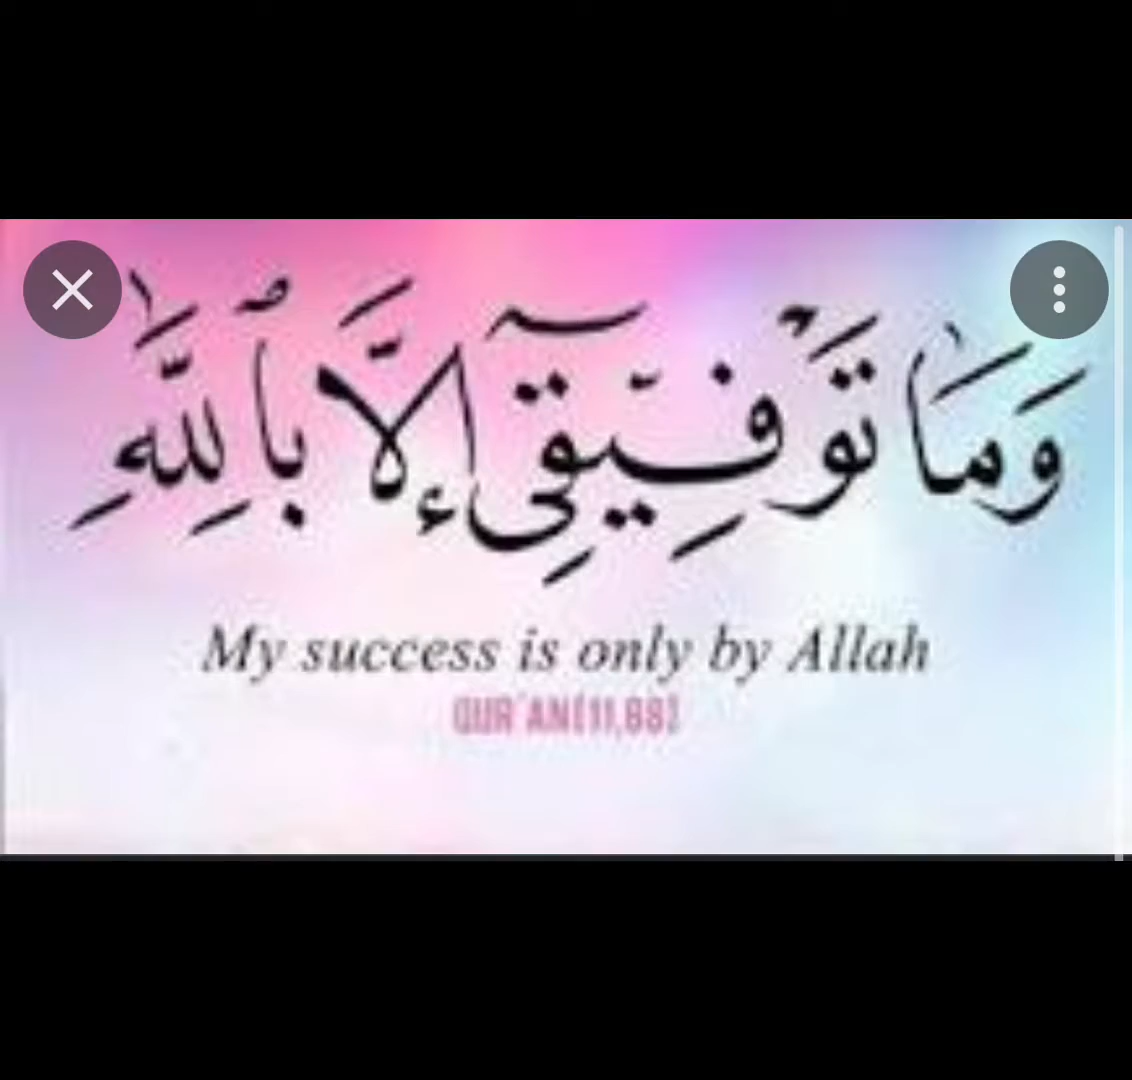 وَمَا تَوْفِيقِىٓ إِلَّا بِٱللَّهِ
My success is only by Allah
QUR'AN[11,88]